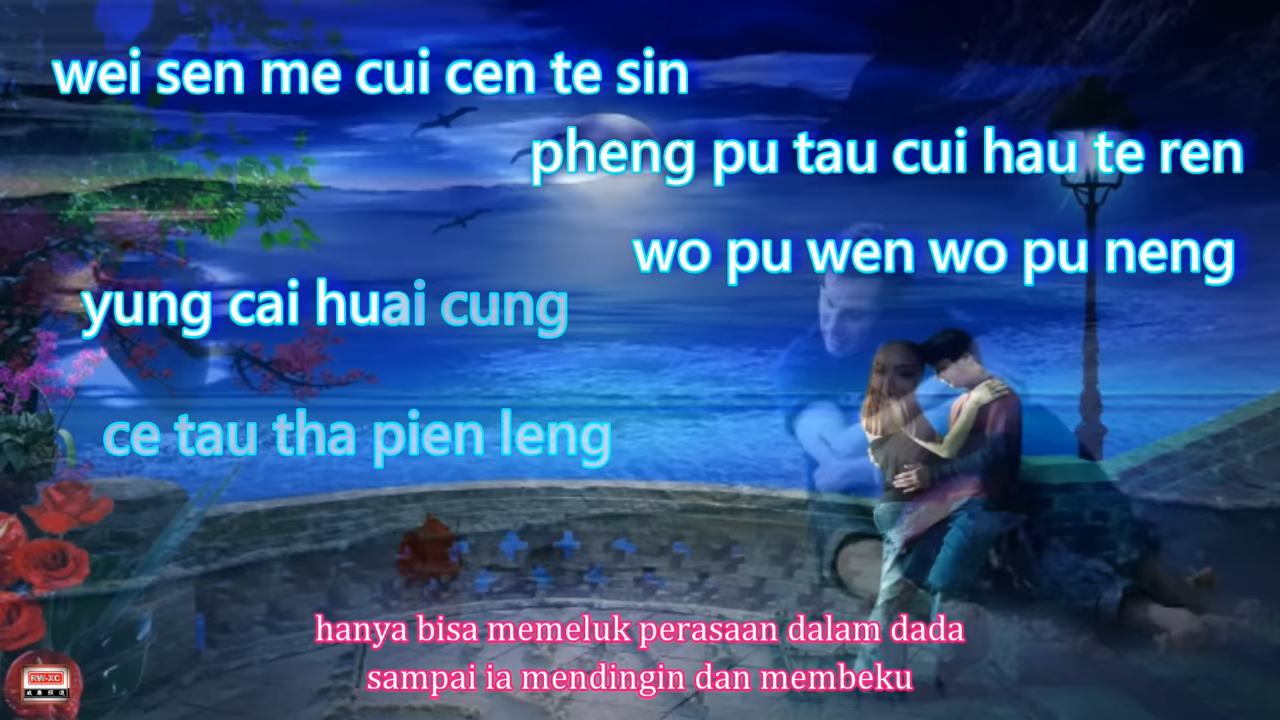 wei sen me cui cen te sin
pheng pu tau cui hau te ren
wo pu wen wo pu neng
yung cai huai cung
ce tau tha pien leng
hanya bisa memeluk perasaan dalam dada
sampai ia mendingin dan membeku
RW-XC